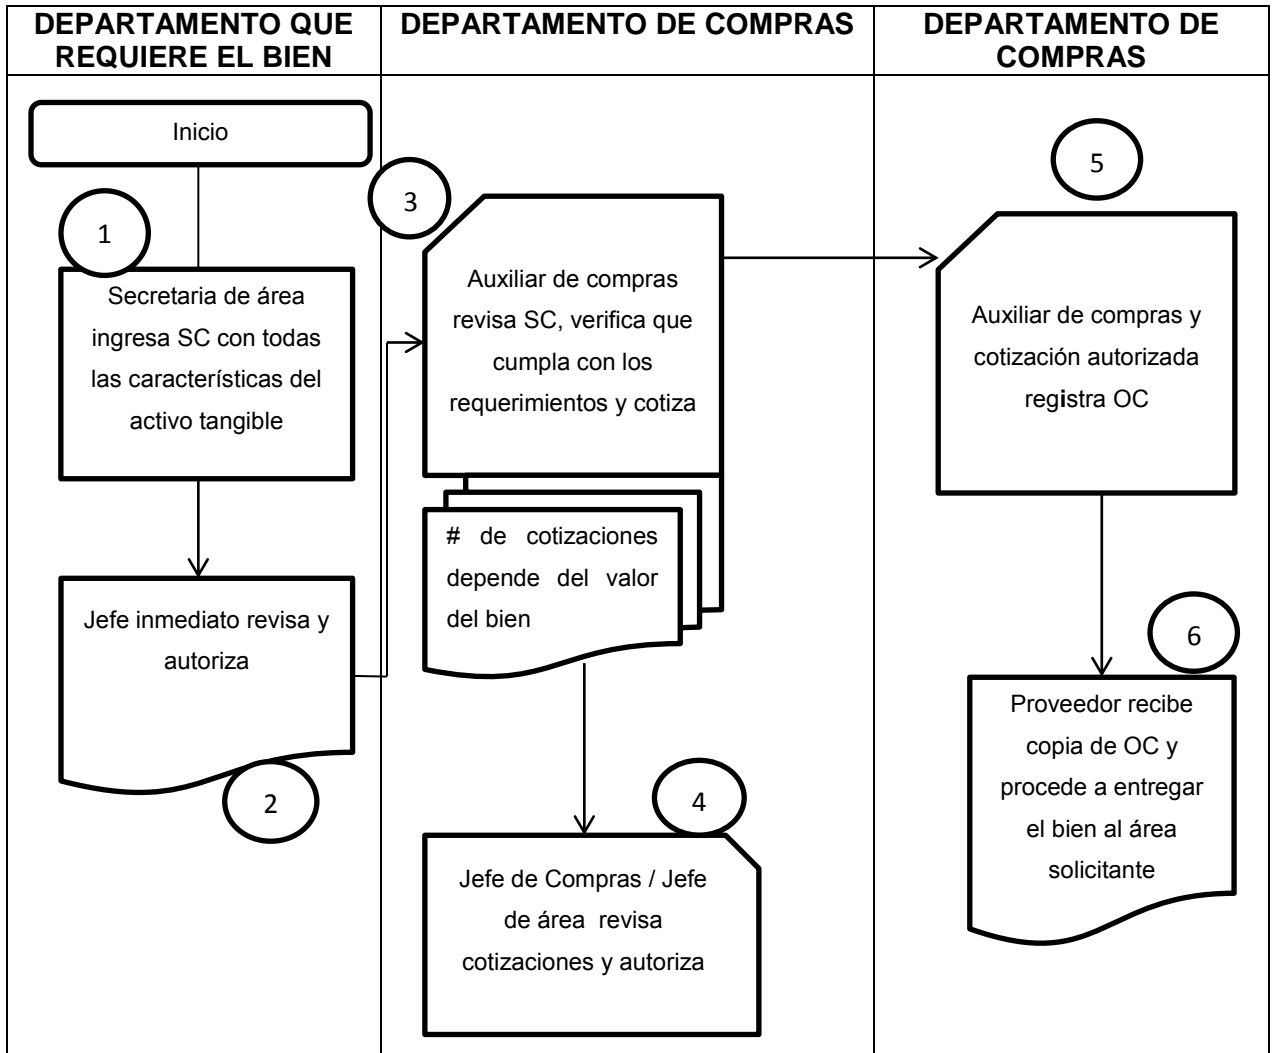 DEPARTAMENTO QUE
REQUIERE EL BIEN
DEPARTAMENTO DE COMPRAS
DEPARTAMENTO DE
COMPRAS
Inicio
1
Secretaria de área
ingresa SC con todas
las características del
activo tangible
Jefe inmediato revisa y
autoriza
2
3
Auxiliar de compras
revisa SC, verifica que
cumpla con los
requerimientos y cotiza
# de cotizaciones
depende del valor
del bien
4
Jefe de Compras / Jefe
de área revisa
cotizaciones y autoriza
5
Auxiliar de compras y
cotización autorizada
registra OC
6
Proveedor recibe
copia de OC y
procede a entregar
el bien al área
solicitante